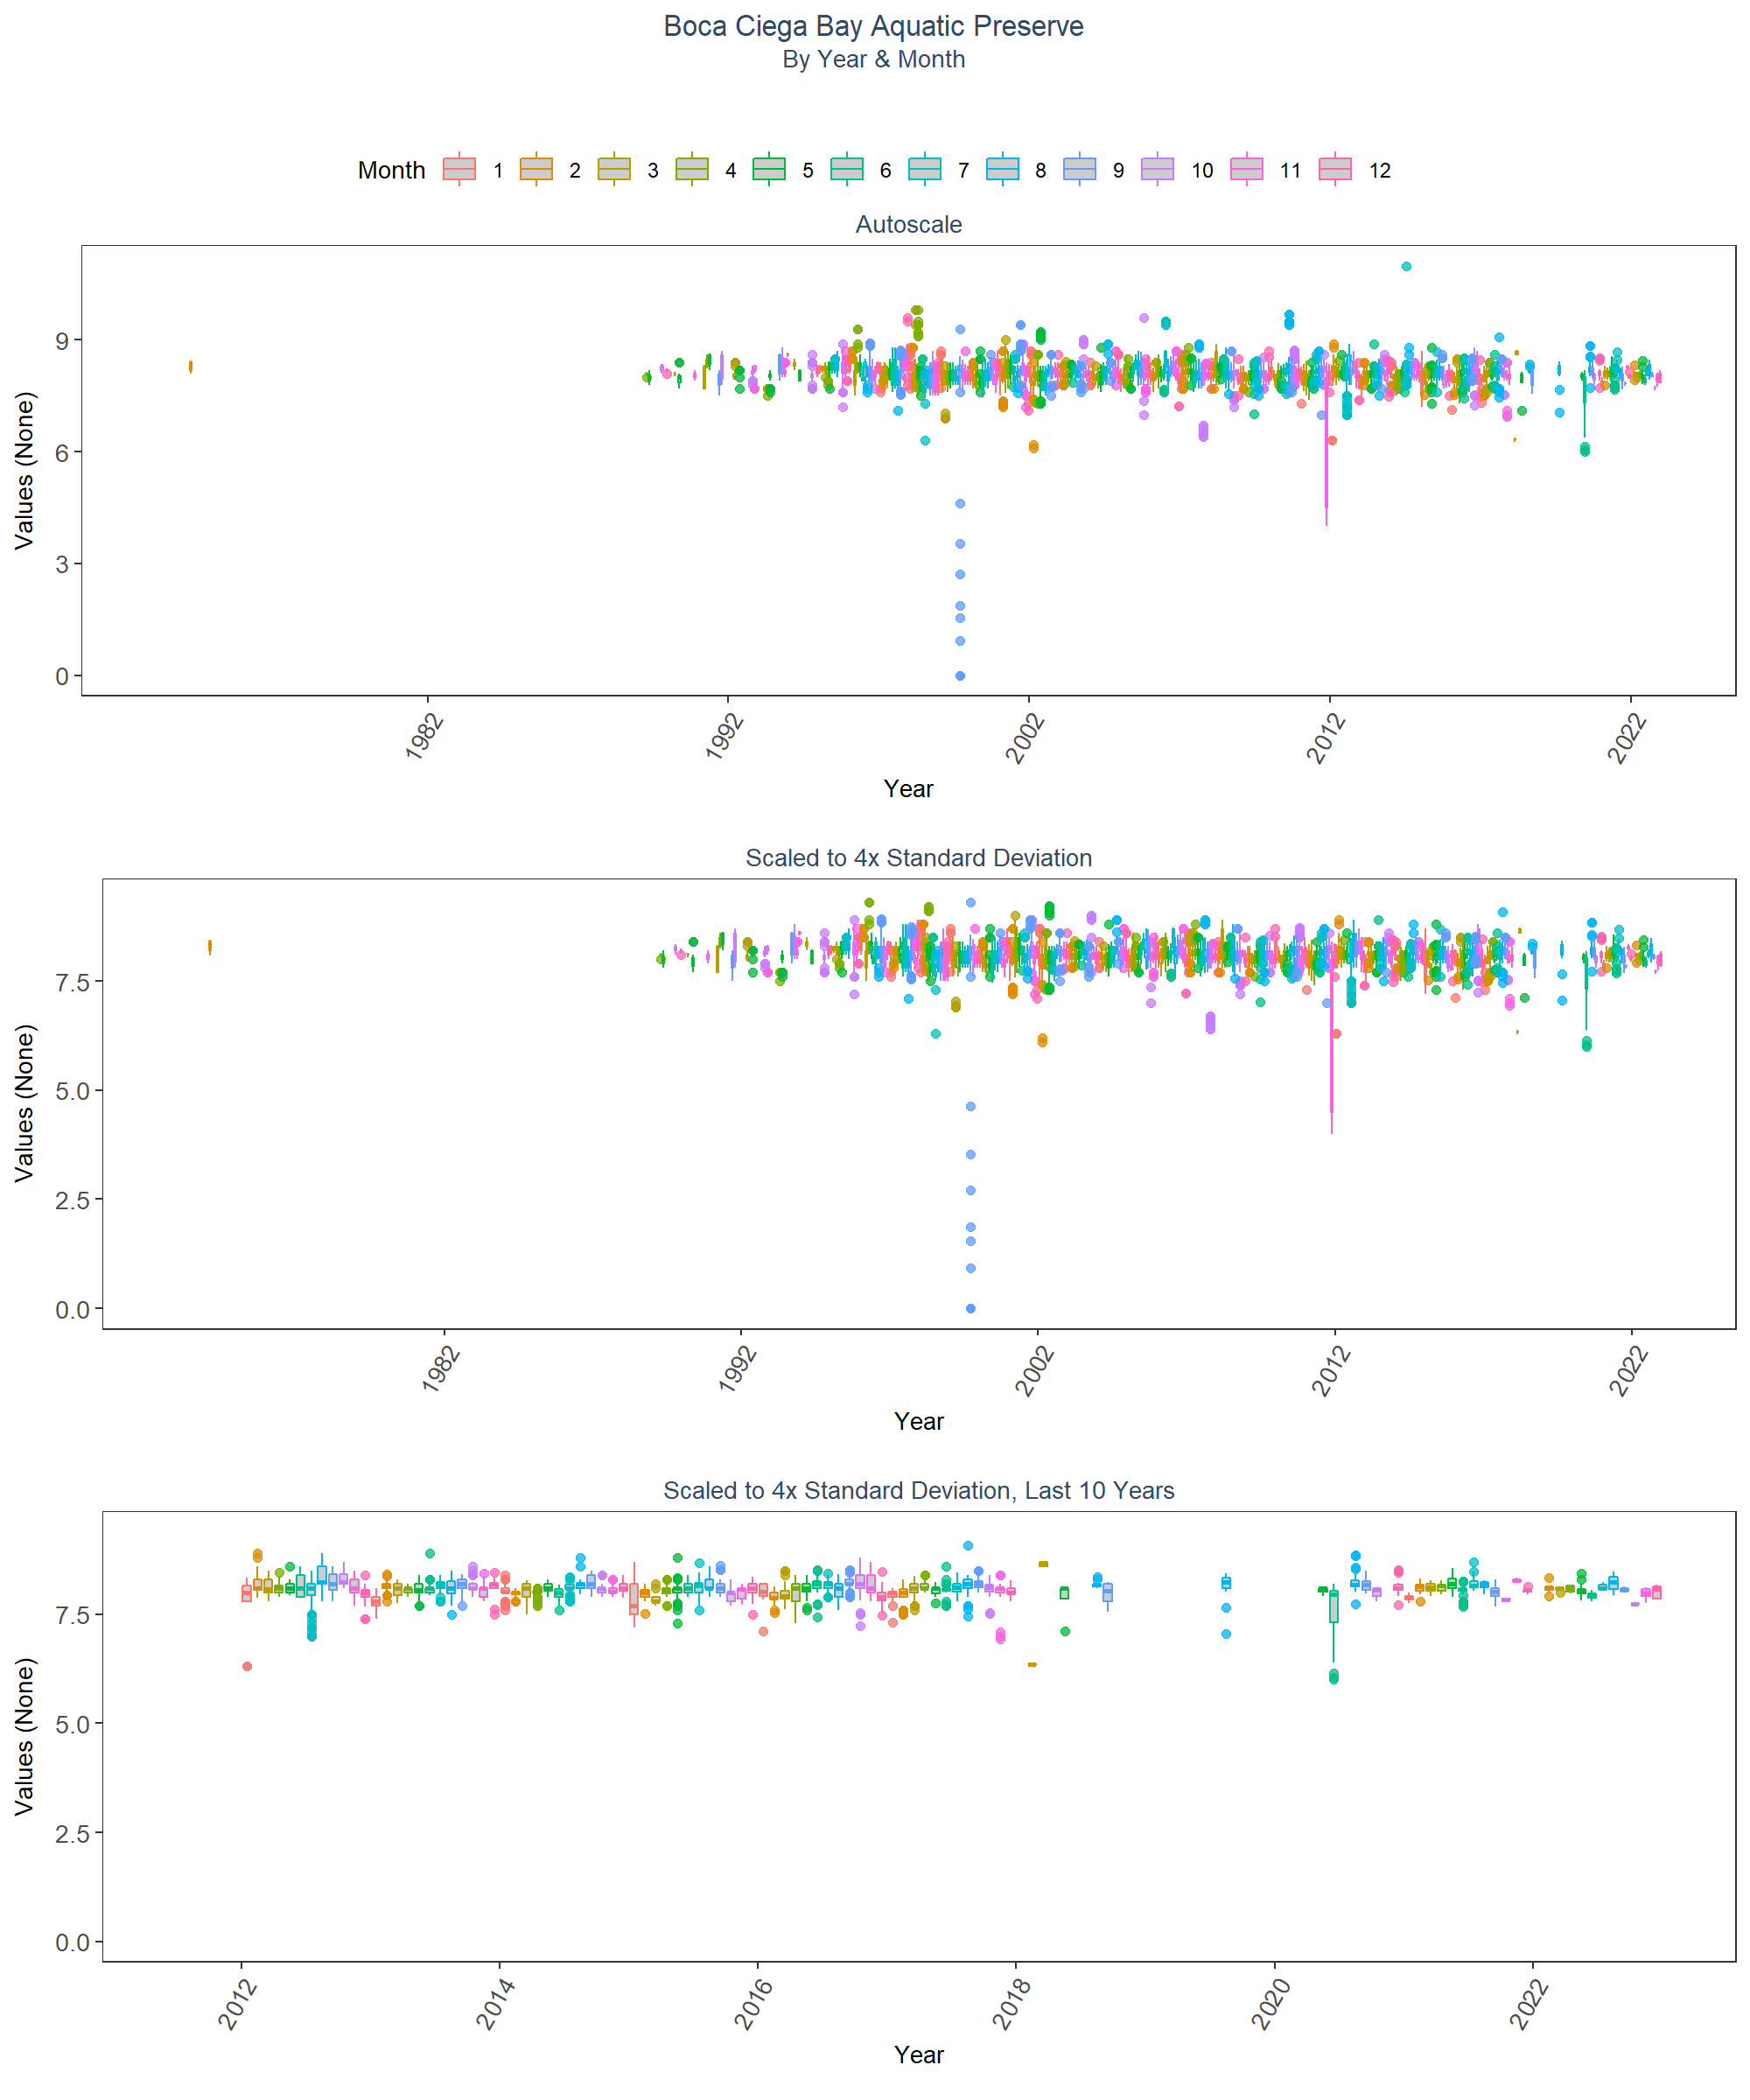 Boca Ciega Bay Aquatic Preserve
By Year & Month
Month 1 2 3 4 5 6 7 8 9 10 11 12
Autoscale
Values (None)
9
6
3
0
1982 1992 2002 2012 2022
Year
Scaled to 4x Standard Deviation
Values (None)
7.5
5.0
2.5
0.0
1982 1992 2002 2012 2022
Year
Scaled to 4x Standard Deviation, Last 10 Years
Values (None)
7.5
5.0
2.5
0.0
2012 2014 2016 2018 2020 2022
Year